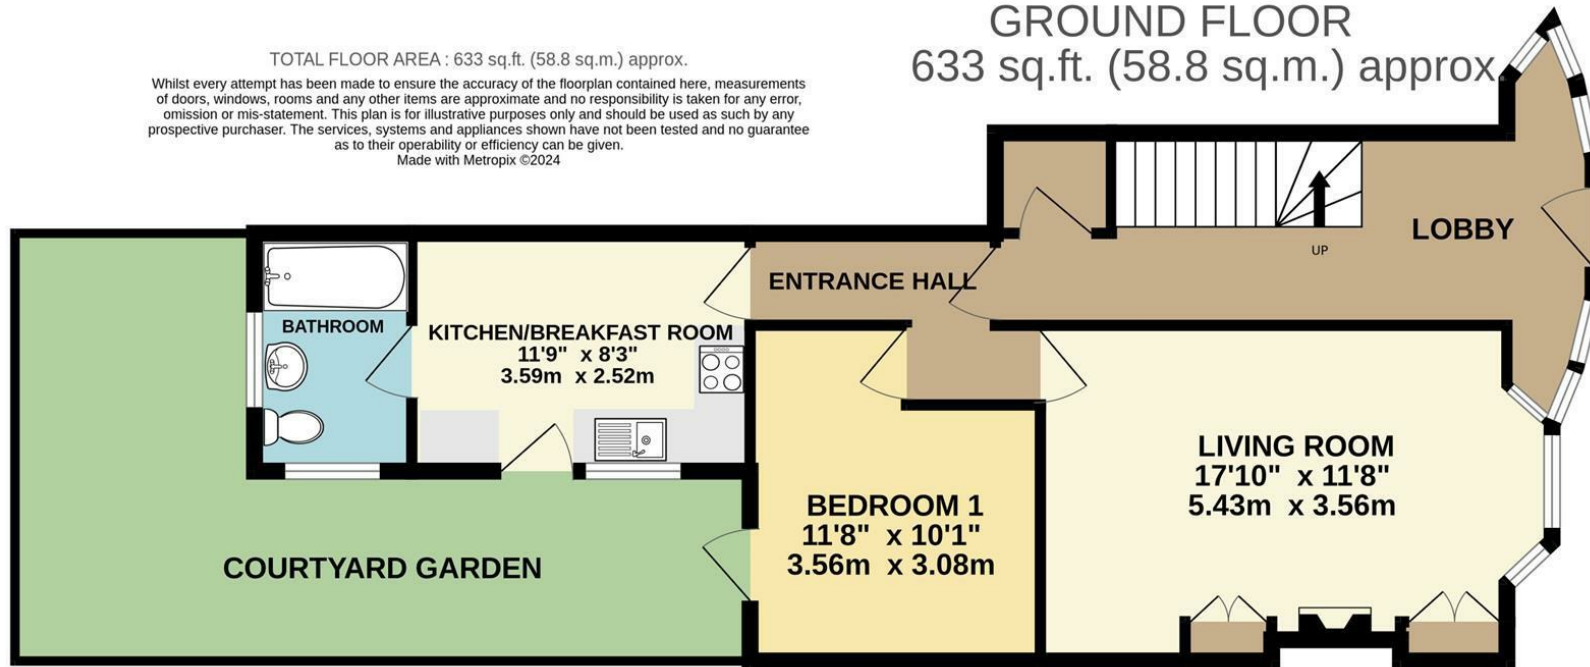 GROUND FLOOR
633 sq.ft. (58.8 sq.m.) approx.
TOTAL FLOOR AREA : 633 sq.ft. (58.8 sq.m.) approx.
Whilst every attempt has been made to ensure the accuracy of the floorplan contained here, measurements
of doors, windows, rooms and any other items are approximate and no responsibility is taken for any error,
omission or mis-statement. This plan is for illustrative purposes only and should be used as such by any
prospective purchaser. The services, systems and appliances shown have not been tested and no guarantee
as to their operability or efficiency can be given.
Made with Metropix ©2024
LOBBY
UP
ENTRANCE HALL
BATHROOM
KITCHEN/BREAKFAST ROOM
11'9" x 8'3"
3.59m x 2.52m
LIVING ROOM
17'10" x 11'8"
5.43m x 3.56m
BEDROOM 1
11'8" x 10'1"
3.56m x 3.08m
COURTYARD GARDEN